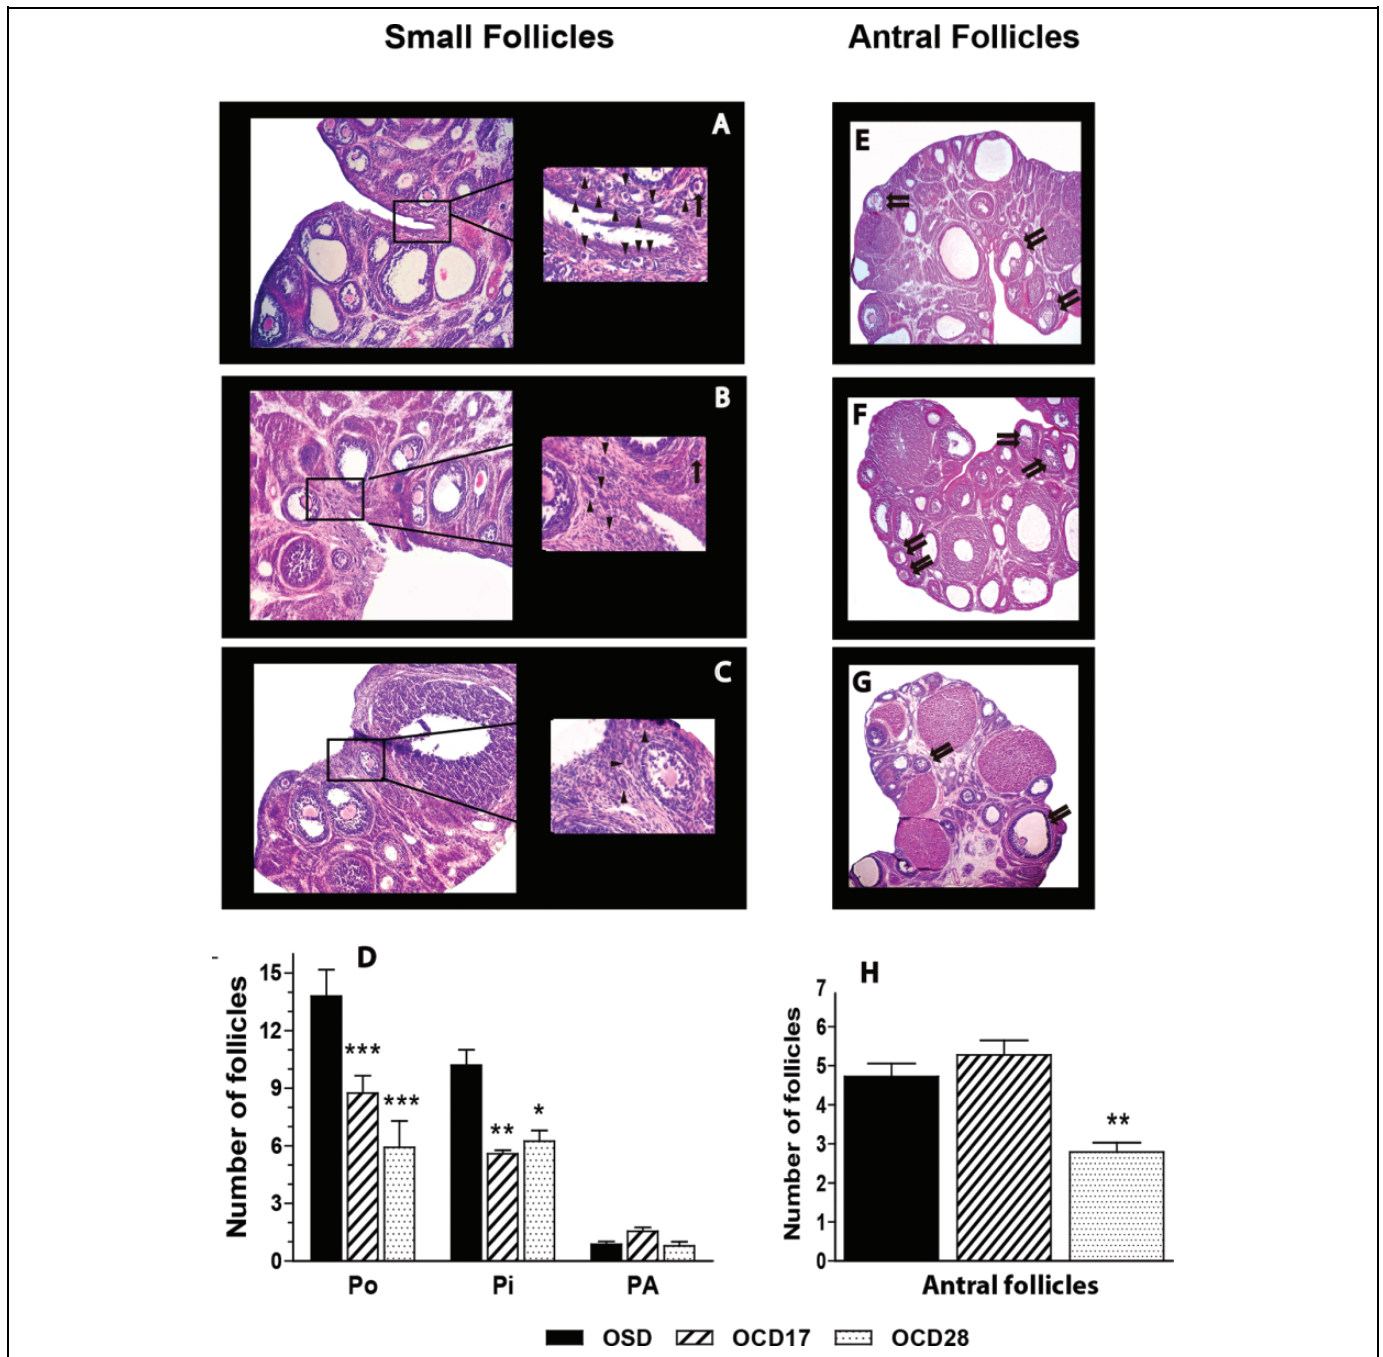 Small Follicles
Antral Follicles
A
E
B
F
C
G
D
Number of follicles
15
12
9
6
3
0
***
***
**
*
Po
Pi
PA
H
Number of follicles
7
6
5
4
3
2
1
0
**
Antral follicles
OSD
OCD17
OCD28